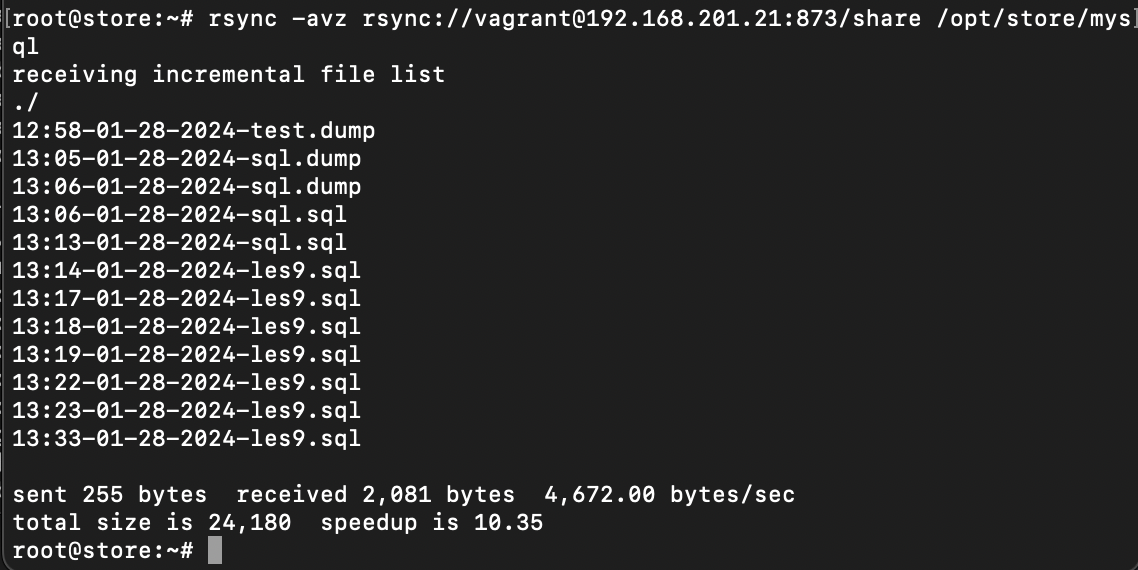 [root@store:~# rsync -avz rsync://vagrant@192.168.201.21:873/share /opt/store/mys]
ql
receiving incremental file list
./
12:58-01-28-2024-test.dump
13:05-01-28-2024-sql.dump
13:06-01-28-2024-sql.dump
13:06-01-28-2024-sql.sql
13:13-01-28-2024-sql.sql
13:14-01-28-2024-les9.sql
13:17-01-28-2024-les9.sql
13:18-01-28-2024-les9.sql
13:19-01-28-2024-les9.sql
13:22-01-28-2024-les9.sql
13:23-01-28-2024-les9.sql
13:33-01-28-2024-les9.sql
sent 255 bytes  received 2,081 bytes  4,672.00 bytes/sec
total size is 24,180  speedup is 10.35
root@store:~#